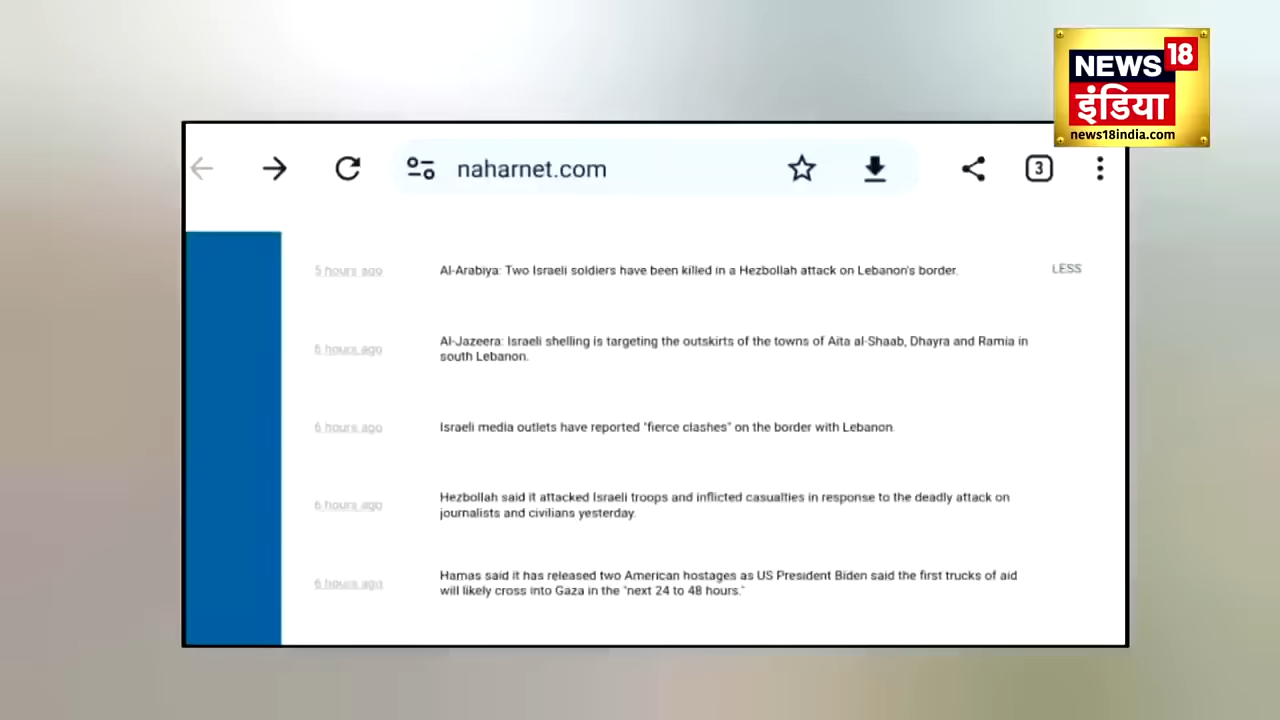 NEWS 18
इंडिया
news18india.com
naharnet.com
3
5 hours ago
Al-Arabiya: Two Israeli soldiers have been killed in a Hezbollah attack on Lebanon's border.
LESS
6 hours ago
Al-Jazeera: Israeli shelling is targeting the outskirts of the towns of Aita al-Shaab, Dhayra and Ramia in
south Lebanon.
6 hours ago
Israeli media outlets have reported "fierce clashes" on the border with Lebanon.
6 hours ago
Hezbollah said it attacked Israeli troops and inflicted casualties in response to the deadly attack on
journalists and civilians yesterday.
6 hours ago
Hamas said it has released two American hostages as US President Biden said the first trucks of aid
will likely cross into Gaza in the "next 24 to 48 hours."